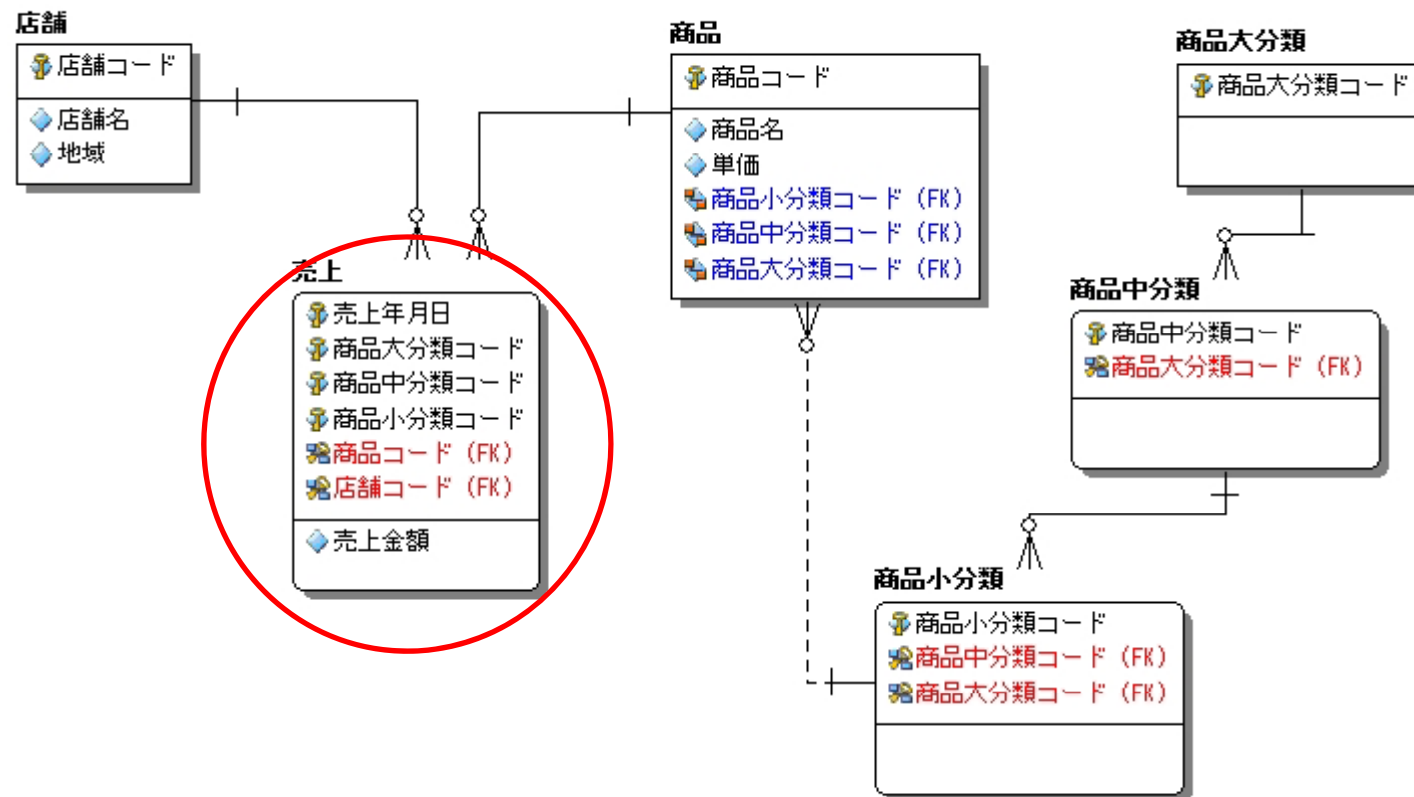 店舗
店舗コード
店舗名
地域
商品
商品コード
商品名
単価
商品小分類コード (FK)
商品中分類コード (FK)
商品大分類コード (FK)
商品大分類
商品大分類コード
売上
売上年月日
商品大分類コード
商品中分類コード
商品小分類コード
商品コード (FK)
店舗コード (FK)
売上金額
商品中分類
商品中分類コード
商品大分類コード (FK)
商品小分類
商品小分類コード
商品中分類コード (FK)
商品大分類コード (FK)